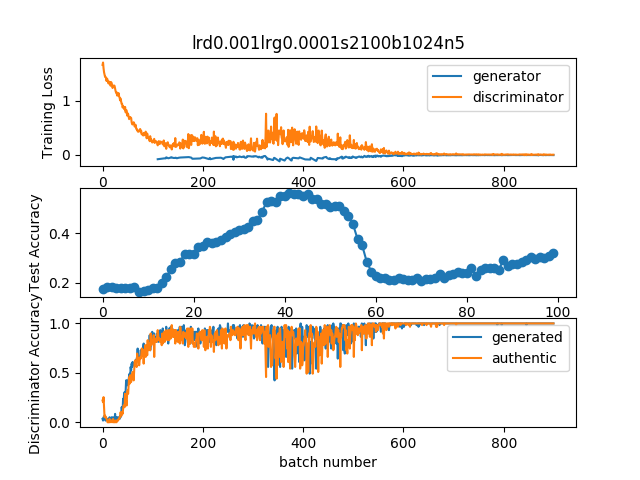 lrd0.001lrg0.0001s2100b1024n5
Training Loss
1
0
generator
discriminator
0 200 400 600 800
Test Accuracy
0.4
0.2
0 20 40 60 80 100
Discriminator Accuracy
1.0
0.5
0.0
generated
authentic
0 200 400 600 800
batch number